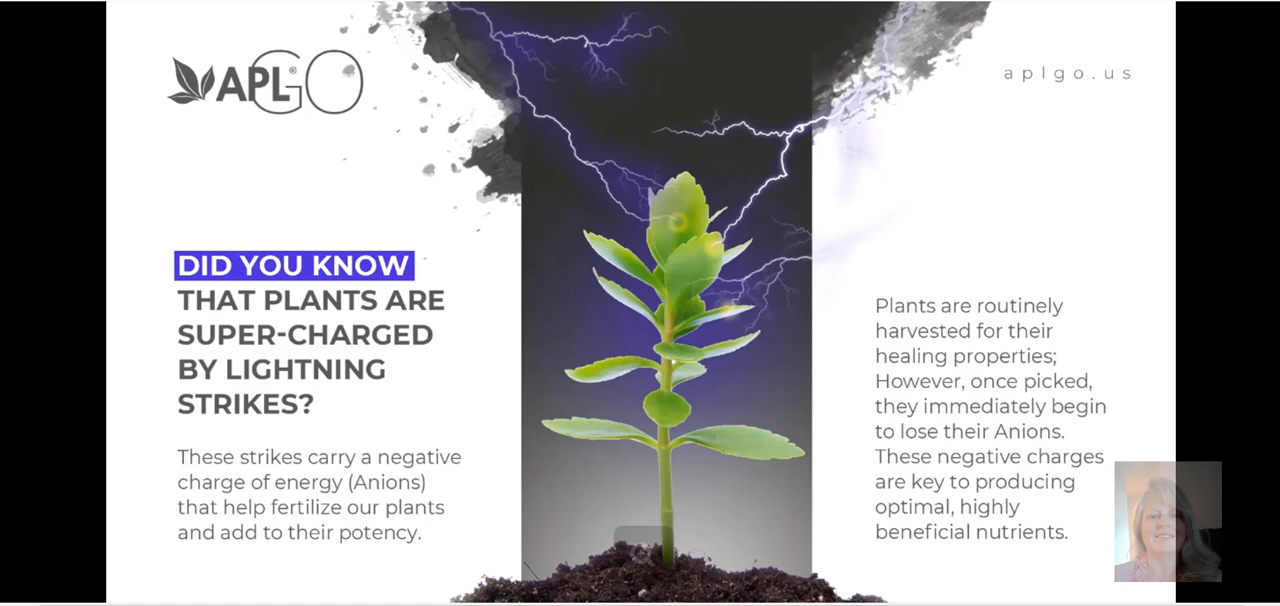 APLGO®
aplgo.us
DID YOU KNOW
THAT PLANTS ARE
SUPER-CHARGED
BY LIGHTNING
STRIKES?
These strikes carry a negative
charge of energy (Anions)
that help fertilize our plants
and add to their potency.
Plants are routinely
harvested for their
healing properties;
However, once picked,
they immediately begin
to lose their Anions.
These negative charges
are key to producing
optimal, highly
beneficial nutrients.